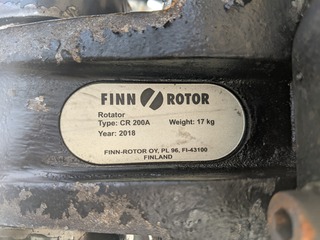 FINN ROTOR
Rotator
Type: CR 200A Weight: 17 kg
Year: 2018
FINN-ROTOR OY, PL 96, FI-43100
FINLAND